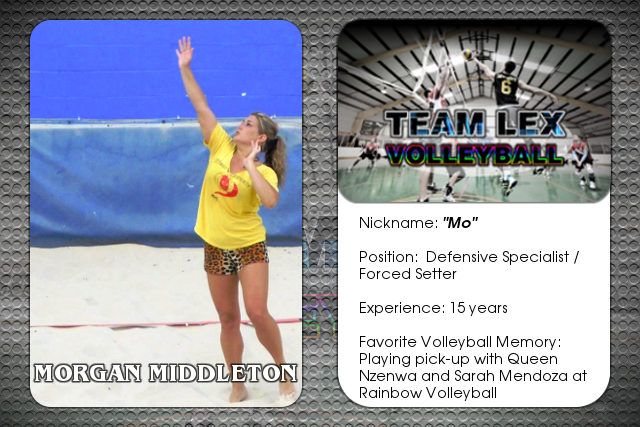 MORGAN MIDDLETON
TEAM LEX
VOLLEYBALL
6
Nickname: "Mo"
Position: Defensive Specialist /
Forced Setter
Experience: 15 years
Favorite Volleyball Memory:
Playing pick-up with Queen
Nzenwa and Sarah Mendoza at
Rainbow Volleyball